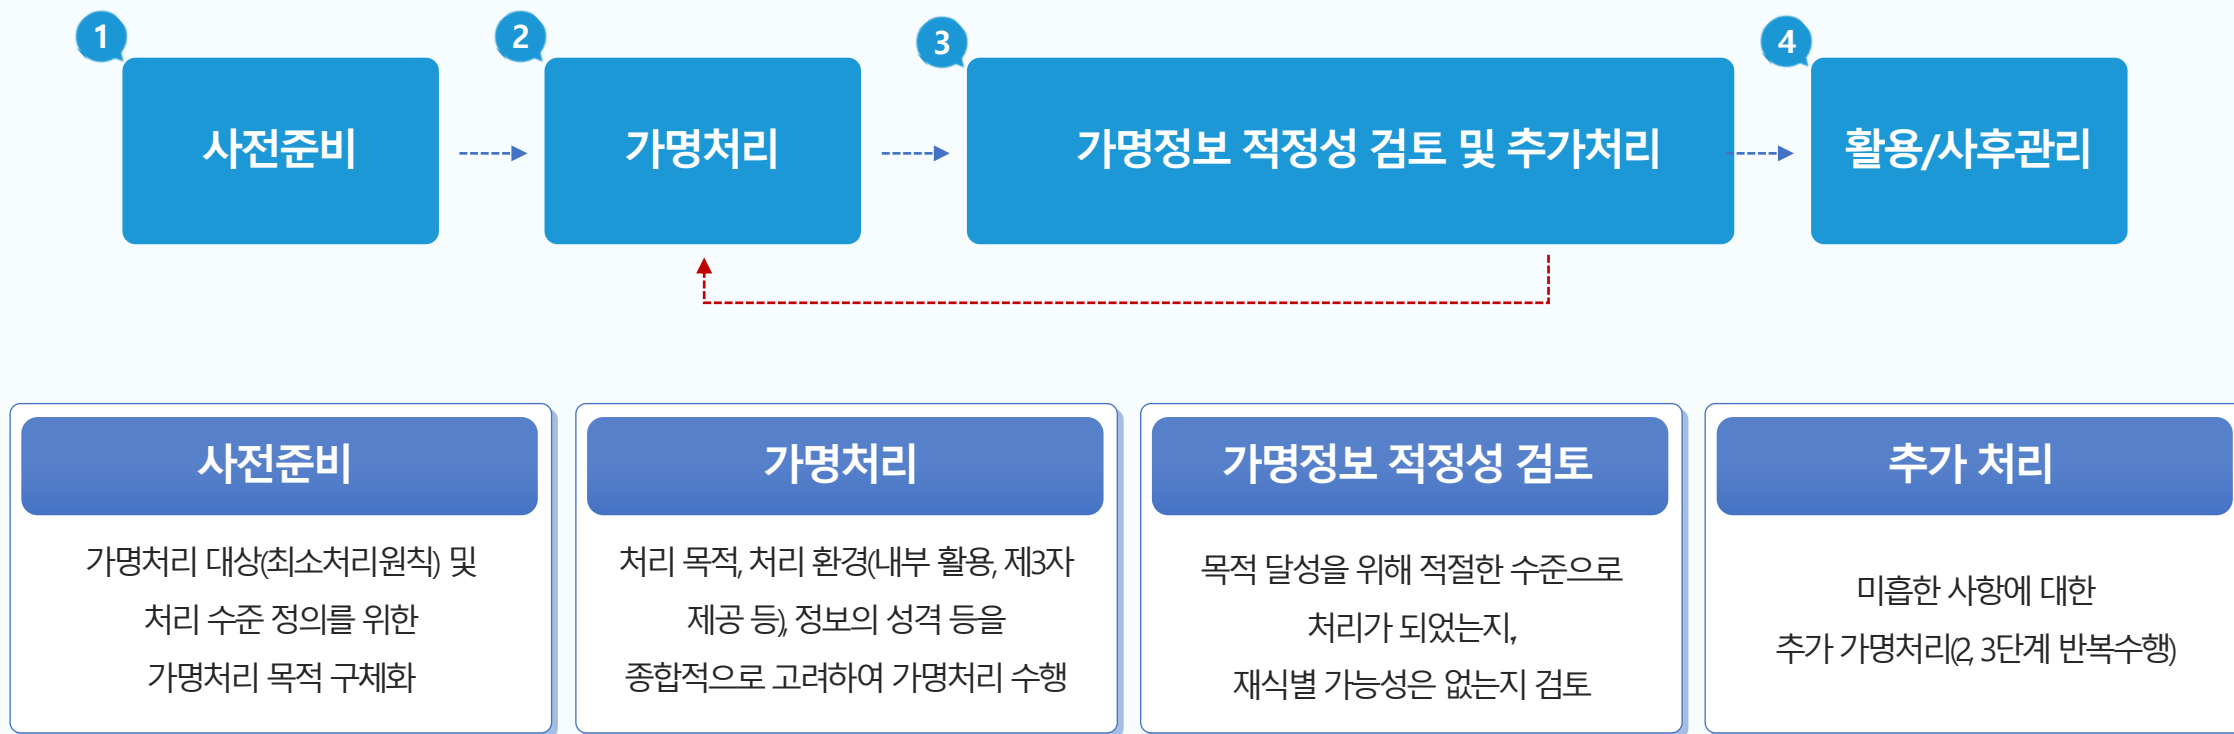 1
사전준비
2
가명처리
3
가명정보 적정성 검토 및 추가처리
4
활용/사후관리
사전준비
가명처리 대상(최소처리원칙) 및
처리 수준 정의를 위한
가명처리 목적 구체화
가명처리
처리 목적, 처리 환경(내부 활용, 제3자
제공 등), 정보의 성격 등을
종합적으로 고려하여 가명처리 수행
가명정보 적정성 검토
목적 달성을 위해 적절한 수준으로
처리가 되었는지,
재식별 가능성은 없는지 검토
추가 처리
미흡한 사항에 대한
추가 가명처리(2, 3단계 반복수행)